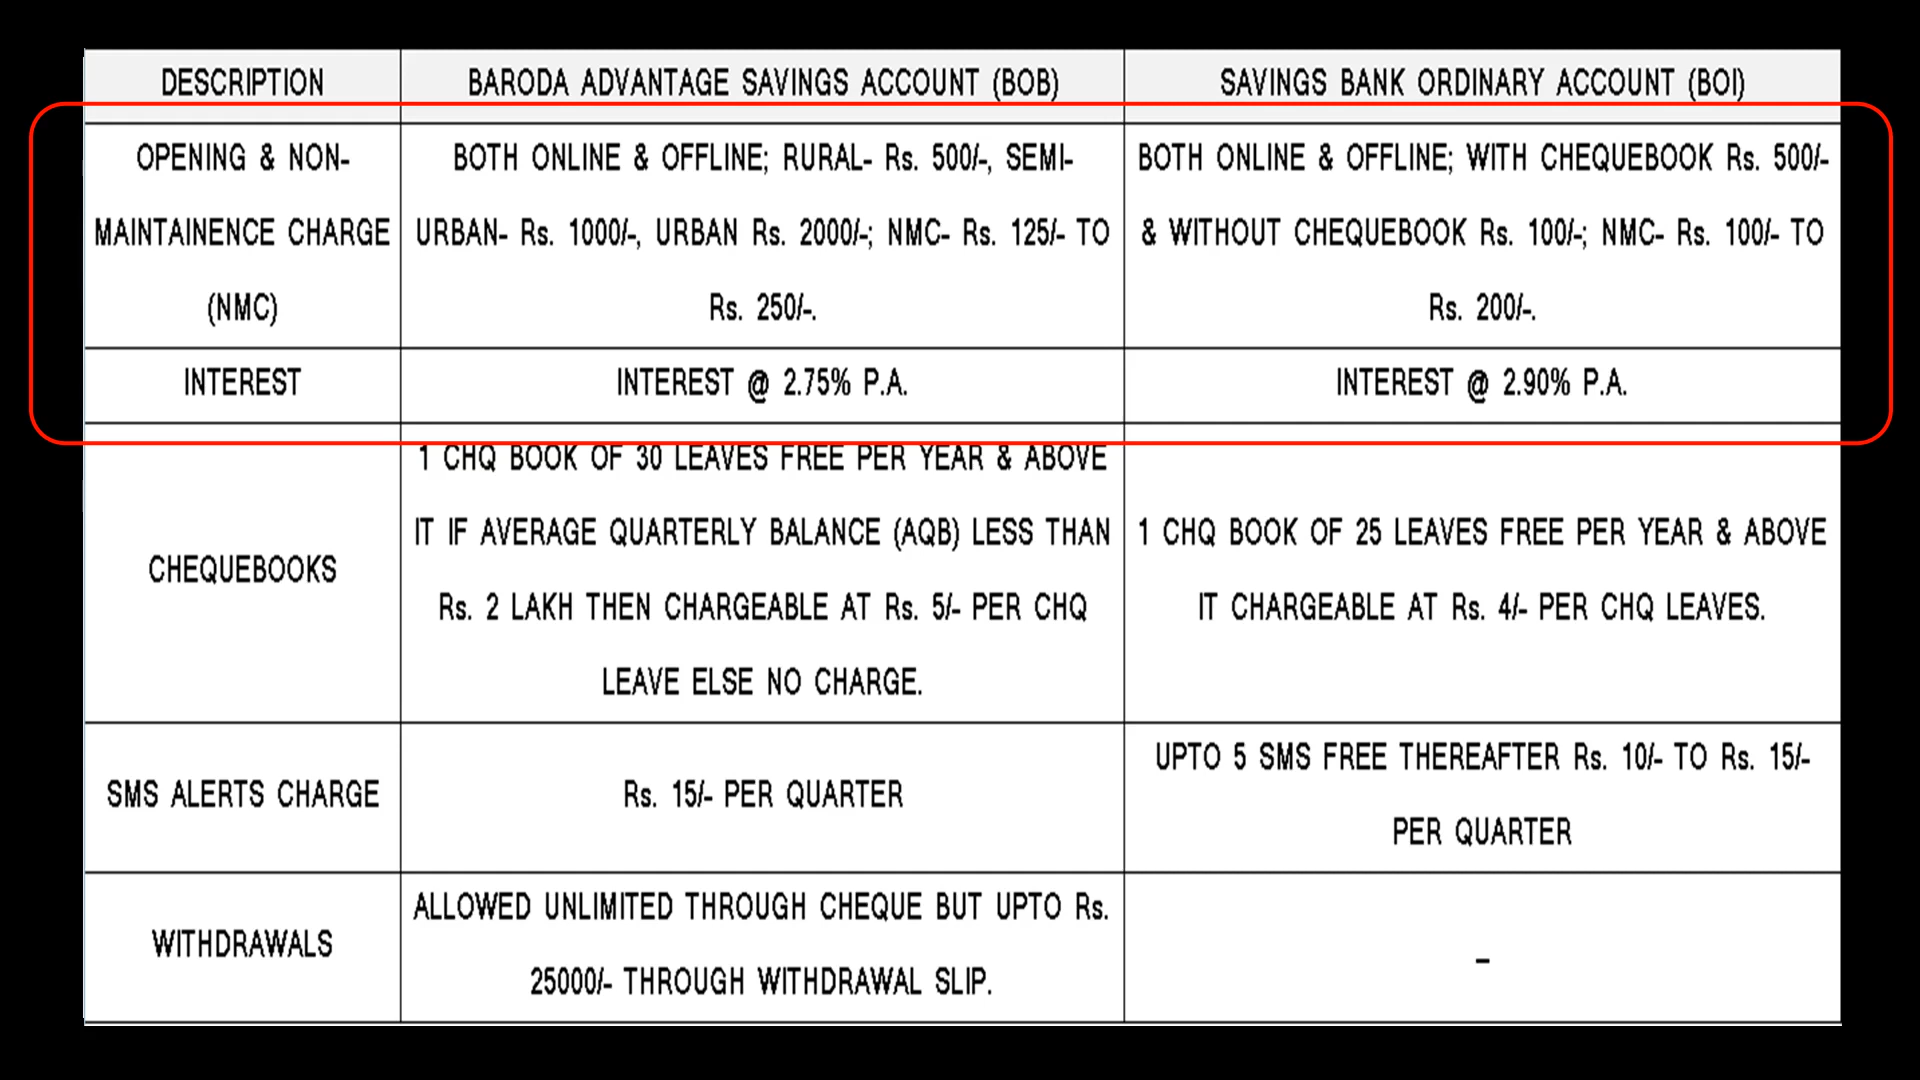 DESCRIPTION
BARODA ADVANTAGE SAVINGS ACCOUNT (BOB)
SAVINGS BANK ORDINARY ACCOUNT (BOI)
OPENING & NON-
MAINTAINENCE CHARGE
(NMC)
BOTH ONLINE & OFFLINE; RURAL- Rs. 500/-, SEMI-
URBAN- Rs. 1000/-, URBAN Rs. 2000/-; NMC- Rs. 125/- TO
Rs. 250/-.
BOTH ONLINE & OFFLINE; WITH CHEQUEBOOK Rs. 500/-
& WITHOUT CHEQUEBOOK Rs. 100/-; NMC- Rs. 100/- TO
Rs. 200/-.
INTEREST
INTEREST @ 2.75% P.A.
INTEREST @ 2.90% P.A.
CHEQUEBOOKS
1 CHQ BOOK OF 30 LEAVES FREE PER YEAR & ABOVE
IT IF AVERAGE QUARTERLY BALANCE (AQB) LESS THAN
Rs. 2 LAKH THEN CHARGEABLE AT Rs. 5/- PER CHQ
LEAVE ELSE NO CHARGE.
1 CHQ BOOK OF 25 LEAVES FREE PER YEAR & ABOVE
IT CHARGEABLE AT Rs. 4/- PER CHQ LEAVES.
SMS ALERTS CHARGE
Rs. 15/- PER QUARTER
UPTO 5 SMS FREE THEREAFTER Rs. 10/- TO Rs. 15/-
PER QUARTER
WITHDRAWALS
ALLOWED UNLIMITED THROUGH CHEQUE BUT UPTO Rs.
25000/- THROUGH WITHDRAWAL SLIP.
–